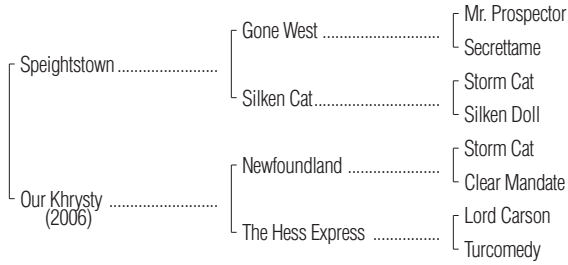 Mr. Prospector
Gone West ........................
Secrettame
Speightstown ....................
Storm Cat
Silken Cat.........................
Silken Doll
Storm Cat
Newfoundland ...................
Clear Mandate
Our Khrysty ......................
(2006)
Lord Carson
The Hess Express ..............
Turcomedy